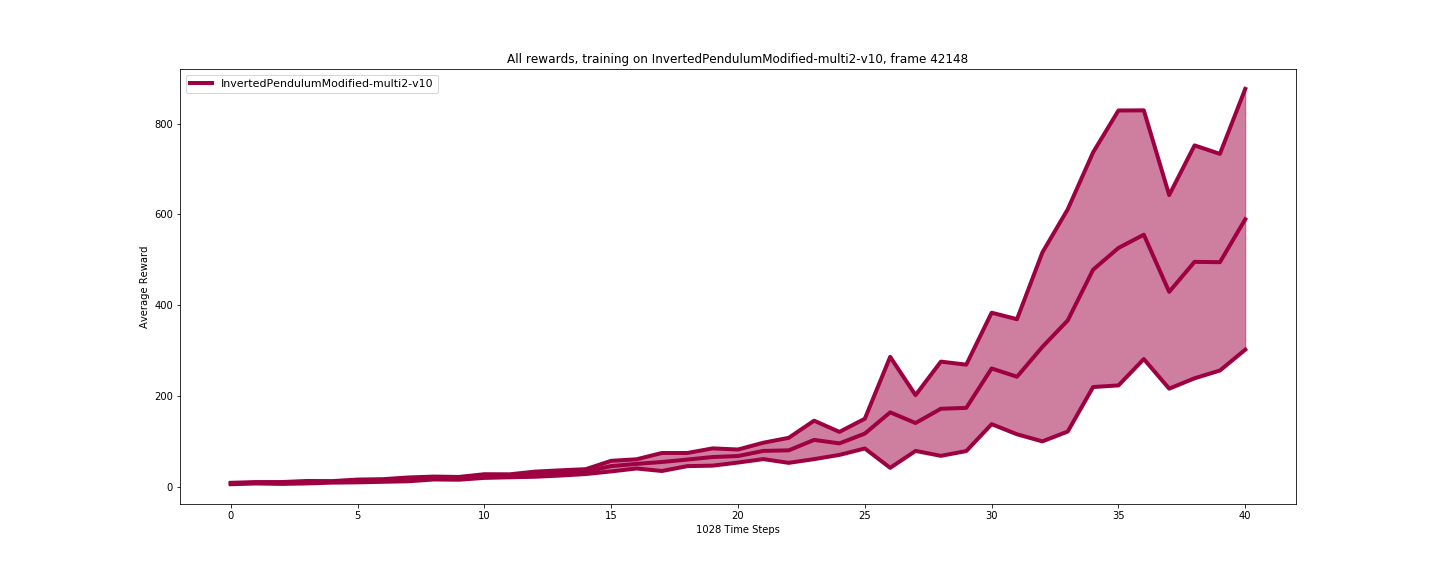 All rewards, training on InvertedPendulumModified-multi2-v10, frame 42148
InvertedPendulumModified-multi2-v10
Average Reward
800
600
400
200
0
0 5 10 15 20 25 30 35 40
1028 Time Steps